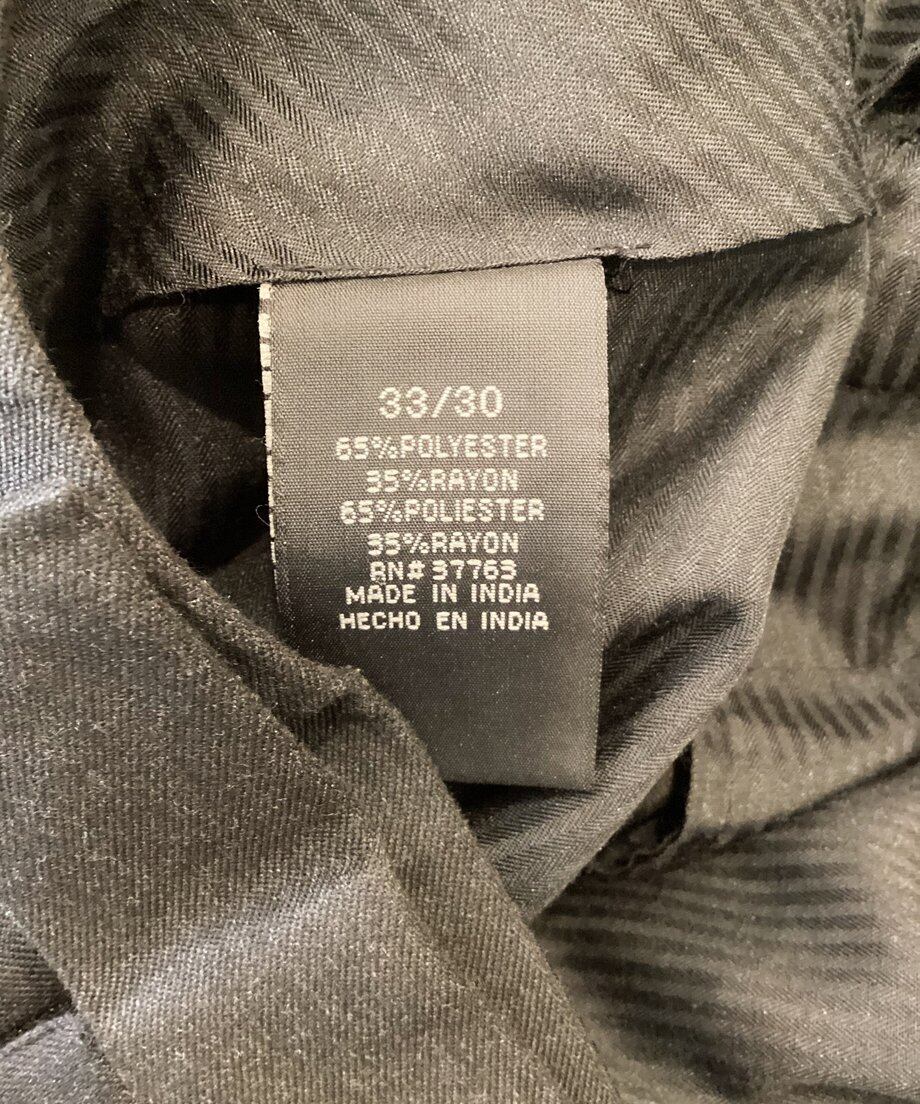 33/30
65%POLYESTER
35%RAYON
65%POLIESTER
35%RAYON
RN# 37763
MADE IN INDIA
HECHO EN INDIA